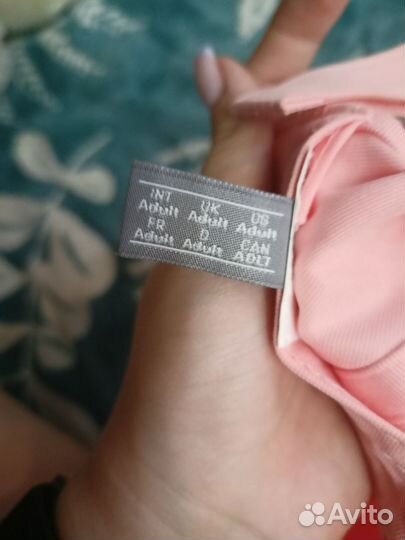 INT UK US
Adult Adult Adult
FR D CAN
Adult Adult ADLT
Avito